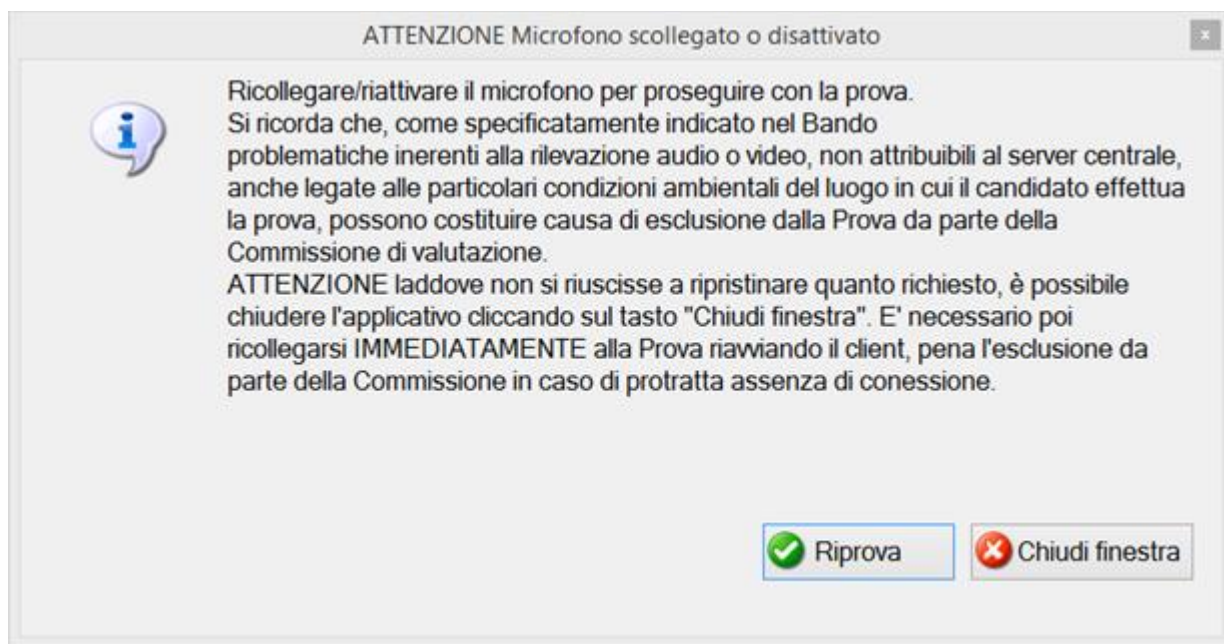 ATTENZIONE Microfono scollegato o disattivato
x
Ricollegare/riattivare il microfono per proseguire con la prova.
Si ricorda che, come specificatamente indicato nel Bando
problematiche inerenti alla rilevazione audio o video, non attribuibili al server centrale,
anche legate alle particolari condizioni ambientali del luogo in cui il candidato effettua
la prova, possono costituire causa di esclusione dalla Prova da parte della
Commissione di valutazione.
ATTENZIONE laddove non si riuscisse a ripristinare quanto richiesto, è possibile
chiudere l'applicativo cliccando sul tasto "Chiudi finestra". E' necessario poi
ricollegarsi IMMEDIATAMENTE alla Prova riavviando il client, pena l'esclusione da
parte della Commissione in caso di protratta assenza di conessione.
Riprova
Chiudi finestra